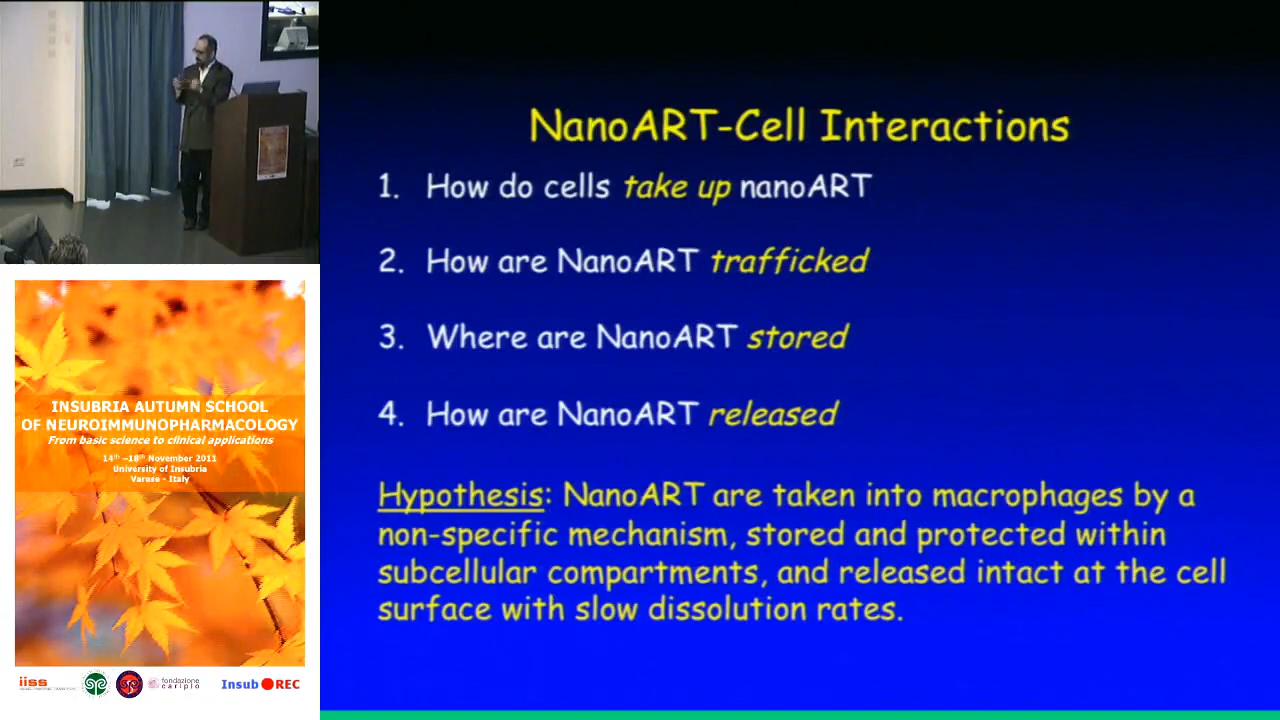 NanoART-Cell Interactions
1. How do cells take up nanoART
2. How are NanoART trafficked
3. Where are NanoART stored
4. How are NanoART released
Hypothesis: NanoART are taken into macrophages by a
non-specific mechanism, stored and protected within
subcellular compartments, and released intact at the cell
surface with slow dissolution rates.
INSUBRIA AUTUMN SCHOOL
OF NEUROIMMUNOPHARMACOLOGY
From basic science to clinical applications
14th -18th November 2011
University of Insubria
Varese - Italy
iiss
fondazione
cariplo
Insub REC